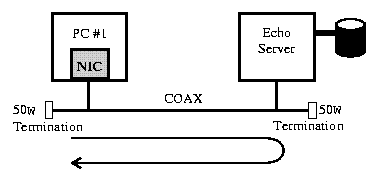 PC #1
NIC
Echo
Server
COAX
50w
Termination
50w
Termination